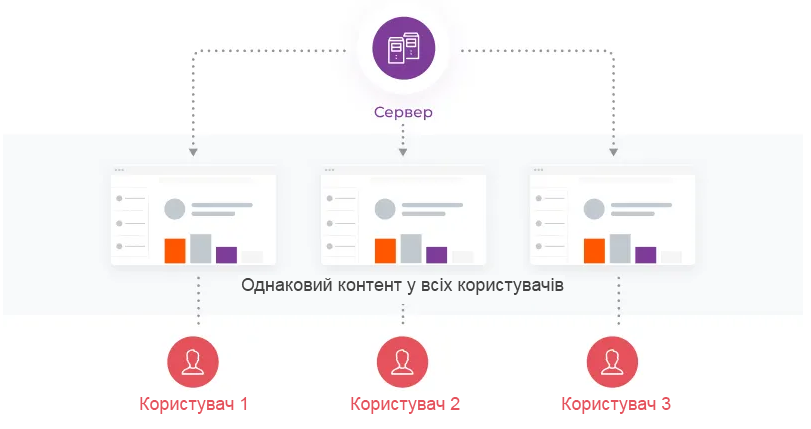 Сервер
Однаковий контент у всіх користувачів
Користувач 1
Користувач 2
Користувач 3